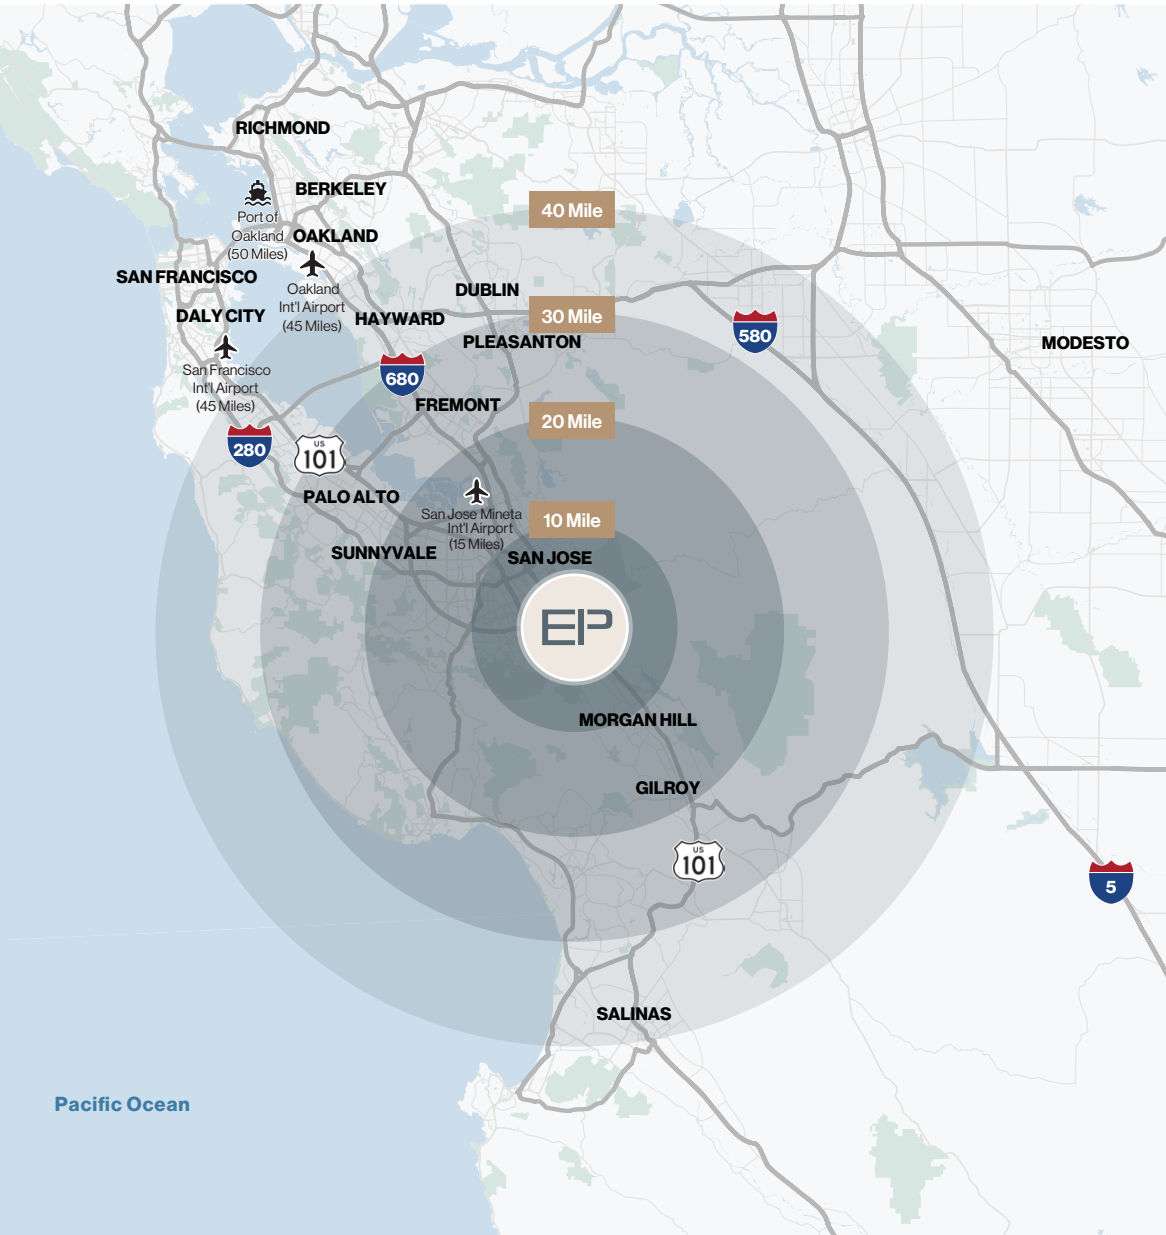 RICHMOND
BERKELEY
Port of
Oakland
(50 Miles)
OAKLAND
40 Mile
SAN FRANCISCO
Oakland
Int'l Airport
(45 Miles)
DUBLIN
DALY CITY
HAYWARD
30 Mile
PLEASANTON
580
MODESTO
San Francisco
Int'l Airport
(45 Miles)
680
FREMONT
20 Mile
280
US
101
PALO ALTO
San Jose Mineta
Int'l Airport
(15 Miles)
10 Mile
SUNNYVALE
SAN JOSE
EP
MORGAN HILL
GILROY
US
101
5
SALINAS
Pacific Ocean